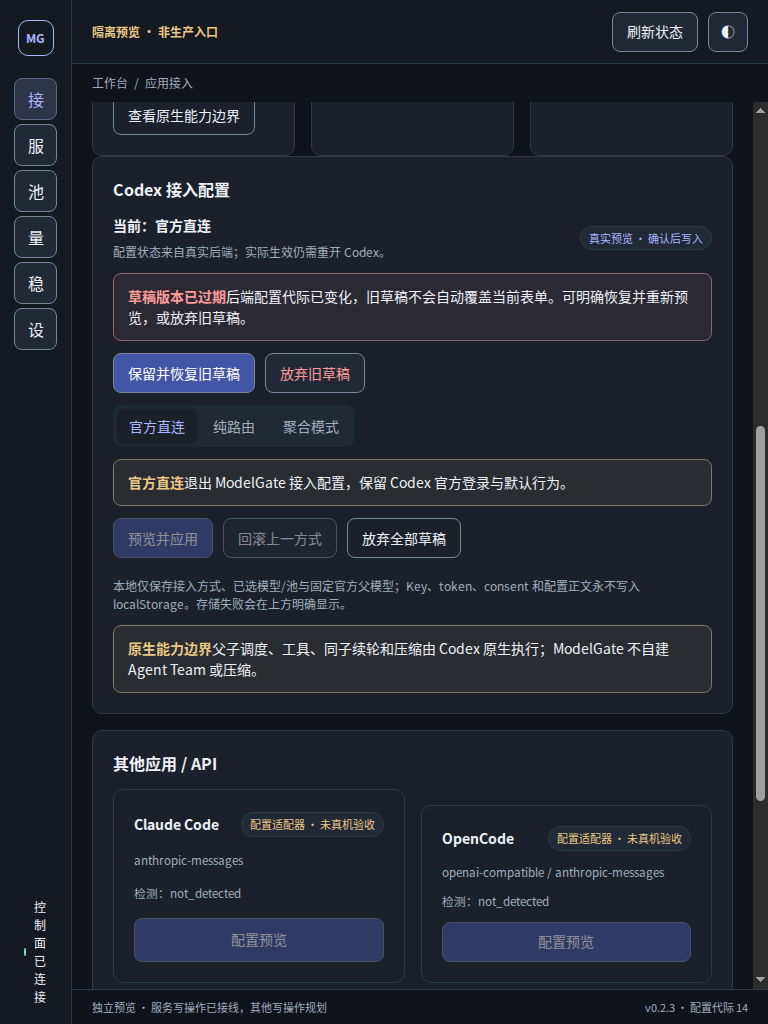 MG
隔离预览 · 非生产入口
刷新状态
接
服
池
量
稳
设
工作台 / 应用接入
查看原生能力边界
Codex 接入配置
当前：官方直连
配置状态来自真实后端；实际生效仍需重开 Codex。
真实预览 · 确认后写入
草稿版本已过期后端配置代际已变化，旧草稿不会自动覆盖当前表单。可明确恢复并重新预
览，或放弃旧草稿。
保留并恢复旧草稿
放弃旧草稿
官方直连
纯路由
聚合模式
官方直连退出 ModelGate 接入配置，保留 Codex 官方登录与默认行为。
预览并应用
回滚上一方式
放弃全部草稿
本地仅保存接入方式、已选模型/池与固定官方父模型；Key、token、consent 和配置正文永不写入
localStorage。存储失败会在上方明确显示。
原生能力边界父子调度、工具、同子续轮和压缩由 Codex 原生执行；ModelGate 不自建
Agent Team 或压缩。
其他应用 / API
Claude Code
配置适配器 · 未真机验收
anthropic-messages
检测：not_detected
配置预览
OpenCode
配置适配器 · 未真机验收
openai-compatible / anthropic-messages
检测：not_detected
配置预览
控
制
面
已
连
接
独立预览 · 服务写操作已接线，其他写操作按规划
v0.2.3 · 配置代际 14